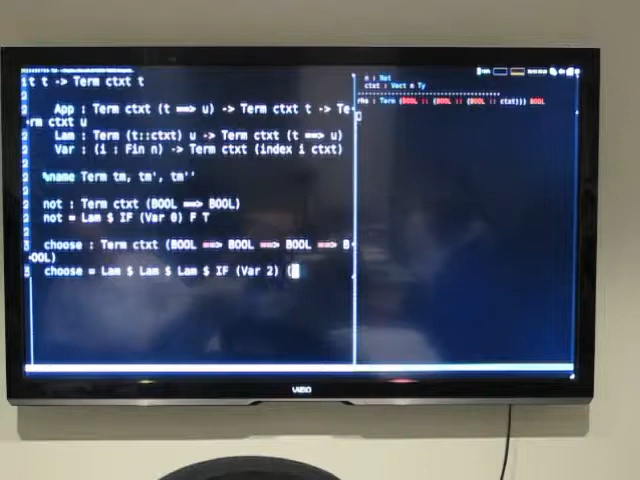 it t -> Term ctxt t
App : Term ctxt (t ==> u) -> Term ctxt t -> Te
rm ctxt u
Lam : Term (t::ctxt) u -> Term ctxt (t ==> u)
Var : (i : Fin n) -> Term ctxt (index i ctxt)
%name Term tm, tm', tm''
not : Term ctxt (BOOL ==> BOOL)
not = Lam $ IF (Var 0) F T
choose : Term ctxt (BOOL ==> BOOL ==> BOOL ==> B
OOL)
choose = Lam $ Lam $ Lam $ IF (Var 2) (
n : Nat
ctxt : Vect n Ty
rhs : Term (BOOL :: (BOOL :: (BOOL :: ctxt))) BOOL
VIZIO